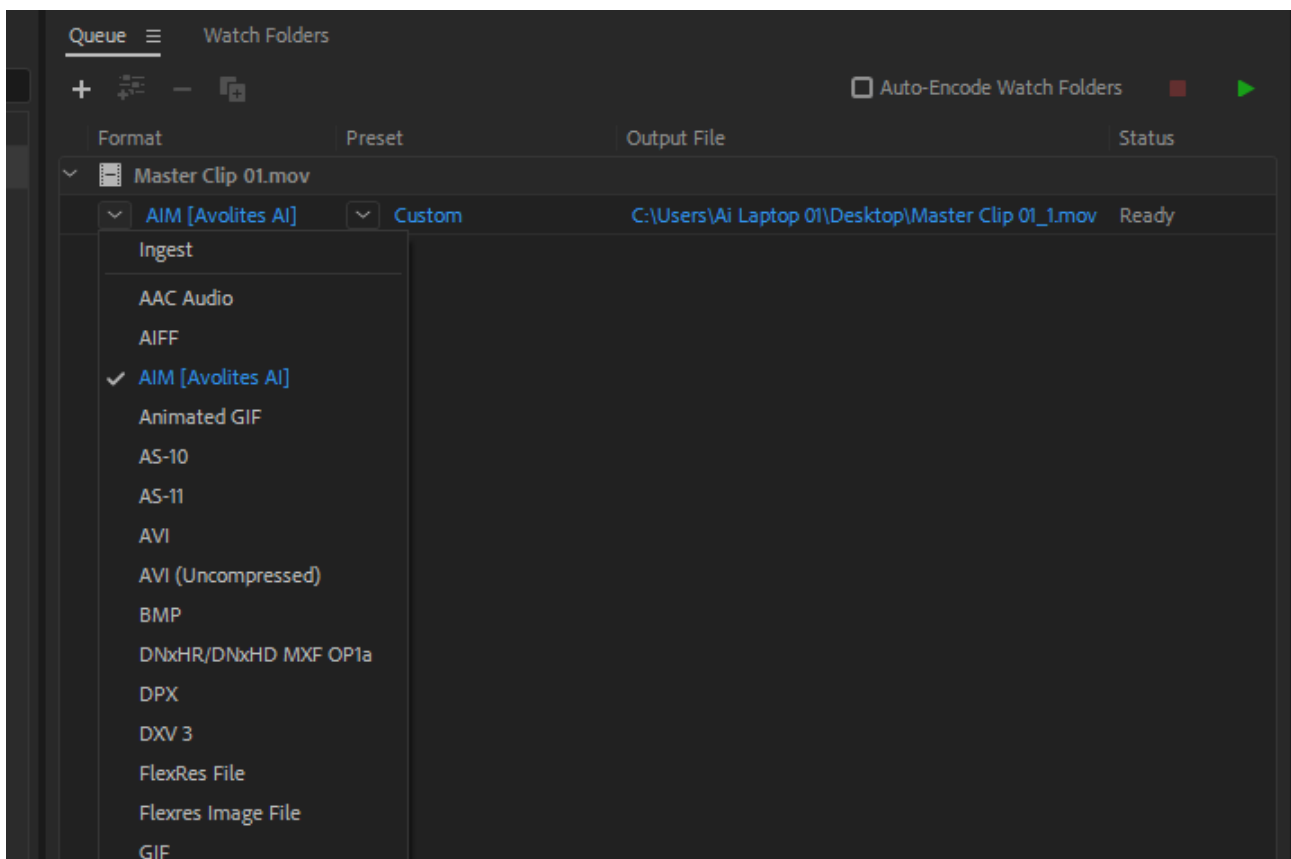 Queue Watch Folders
Auto-Encode Watch Folders
Format Preset Output File Status
Master Clip 01.mov
AIM [Avolites AI] Custom C:\Users\Ai Laptop 01\Desktop\Master Clip 01_1.mov Ready
Ingest
AAC Audio
AIFF
AIM [Avolites AI]
Animated GIF
AS-10
AS-11
AVI
AVI (Uncompressed)
BMP
DNxHR/DNxHD MXF OP1a
DPX
DXV 3
FlexRes File
Flexres Image File
GIF